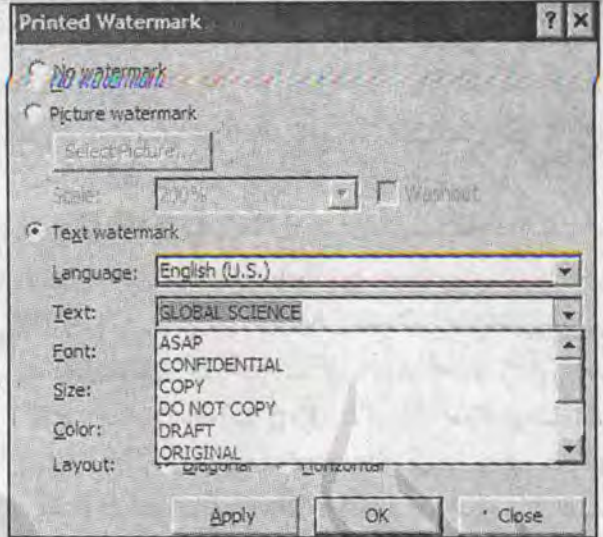 Printed Watermark
No watermark
Picture watermark
Select Picture...
Scale: 200% Washout
Text watermark
Language: English (U.S.)
Text: GLOBAL SCIENCE
Font: ASAP
CONFIDENTIAL
Size: COPY
DO NOT COPY
Color: DRAFT
ORIGINAL
Layout: Diagonal Horizontal
Apply OK Close